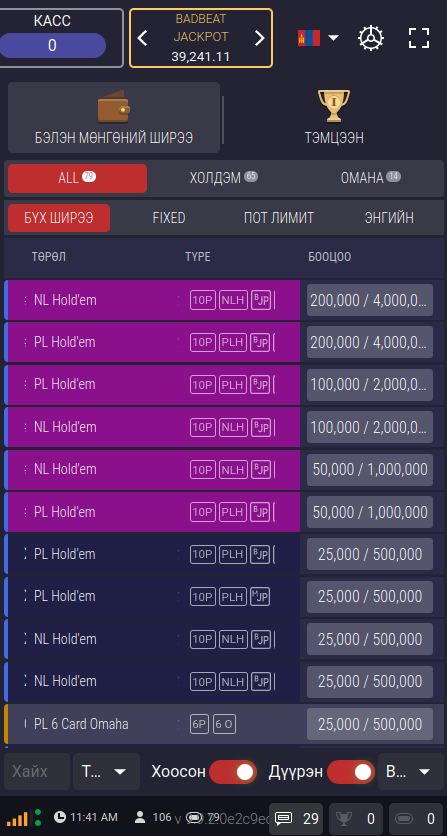 КАСС
0
BADBEAT
JACKPOT
39,241.11
БЭЛЭН МӨНГӨНИЙ ШИРЭЭ
ТЭМЦЭЭН
ALL 79
ХОЛДЭМ 65
ОМАНА 14
БҮХ ШИРЭЭ
FIXED
ПОТ ЛИМИТ
ЭНГИЙН
ТӨРӨЛ
TYPE
БООЦОО
NL Hold'em 10P NLH BJP 200,000 / 4,000,0...
PL Hold'em 10P PLH BJP 200,000 / 4,000,0...
PL Hold'em 10P PLH BJP 100,000 / 2,000,0...
NL Hold'em 10P NLH BJP 100,000 / 2,000,0...
NL Hold'em 10P NLH BJP 50,000 / 1,000,000
PL Hold'em 10P PLH BJP 50,000 / 1,000,000
PL Hold'em 10P PLH BJP 25,000 / 500,000
PL Hold'em 10P PLH MJP 25,000 / 500,000
NL Hold'em 10P NLH BJP 25,000 / 500,000
NL Hold'em 10P NLH BJP 25,000 / 500,000
PL 6 Card Omaha 6P 6 O 25,000 / 500,000
Хайх
Т...
Хоосон
Дүүрэн
В...
11:41 AM
106
79
29
0
0